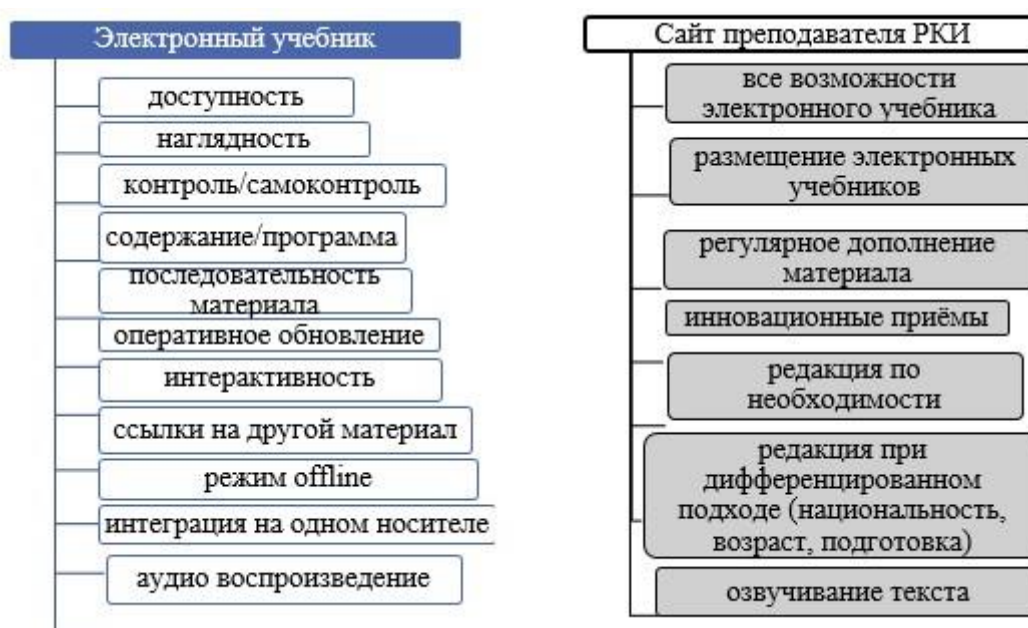 Электронный учебник
доступность
наглядность
контроль/самоконтроль
содержание/программа
последовательность
материала
оперативное обновление
интерактивность
ссылки на другой материал
режим offline
интеграция на одном носителе
аудио воспроизведение
Сайт преподавателя РКИ
все возможности
электронного учебника
размещение электронных
учебников
регулярное дополнение
материала
инновационные приёмы
редакция по
необходимости
редакция при
дифференцированном
подходе (национальность,
возраст, подготовка)
озвучивание текста